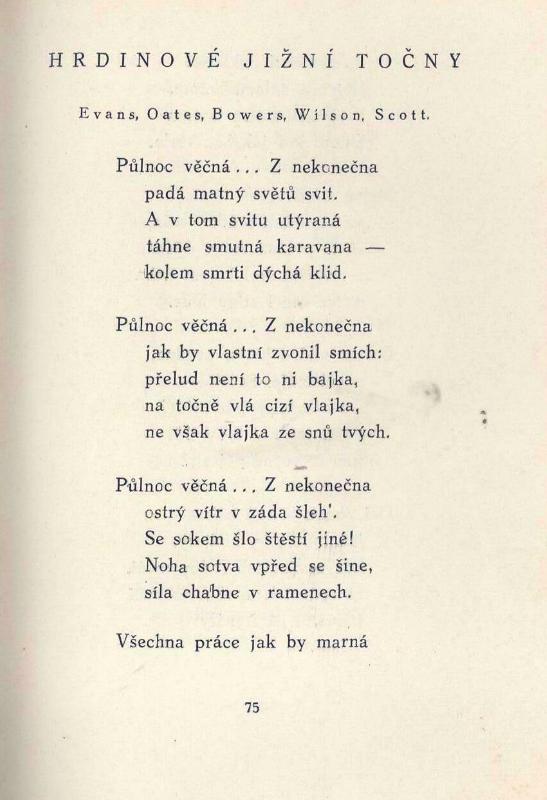 HRDINOVÉ JIŽNÍ TOČNY
Evans, Oates, Bowers, Wilson, Scott.
Půlnoc věčná... Z nekonečna
padá matný světů svit.
A v tom svitu utýraná
táhne smutná karavana —
kolem smrti dýchá klid.
Půlnoc věčná... Z nekonečna
jak by vlastní zvonil smích:
přelud není to ni bajka,
na točně vlá cizí vlajka,
ne však vlajka ze snů tvých.
Půlnoc věčná... Z nekonečna
ostrý vítr v záda šleh'.
Se sokem šlo štěstí jiné!
Noha sotva vpřed se šine,
síla chabne v ramenech.
Všechna práce jak by marná
75